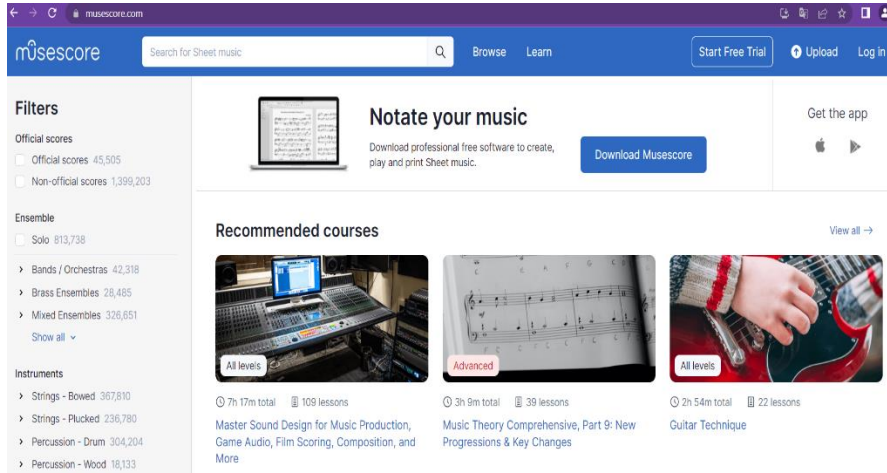 musescore.com
musescore
Search for Sheet music
Browse
Learn
Start Free Trial
Upload
Log in
Filters
Official scores
Official scores 45,505
Non-official scores 1,399,203
Ensemble
Solo 813,738
Bands / Orchestras 42,318
Brass Ensembles 28,485
Mixed Ensembles 326,651
Show all
Instruments
Strings - Bowed 367,810
Strings - Plucked 236,780
Percussion - Drum 304,204
Percussion - Wood 18,133
Notate your music
Download professional free software to create,
play and print Sheet music.
Download Musescore
Get the app
Recommended courses
View all →
All levels
7h 17m total 109 lessons
Master Sound Design for Music Production,
Game Audio, Film Scoring, Composition, and
More
Advanced
3h 9m total 39 lessons
Music Theory Comprehensive, Part 9: New
Progressions & Key Changes
All levels
2h 54m total 22 lessons
Guitar Technique